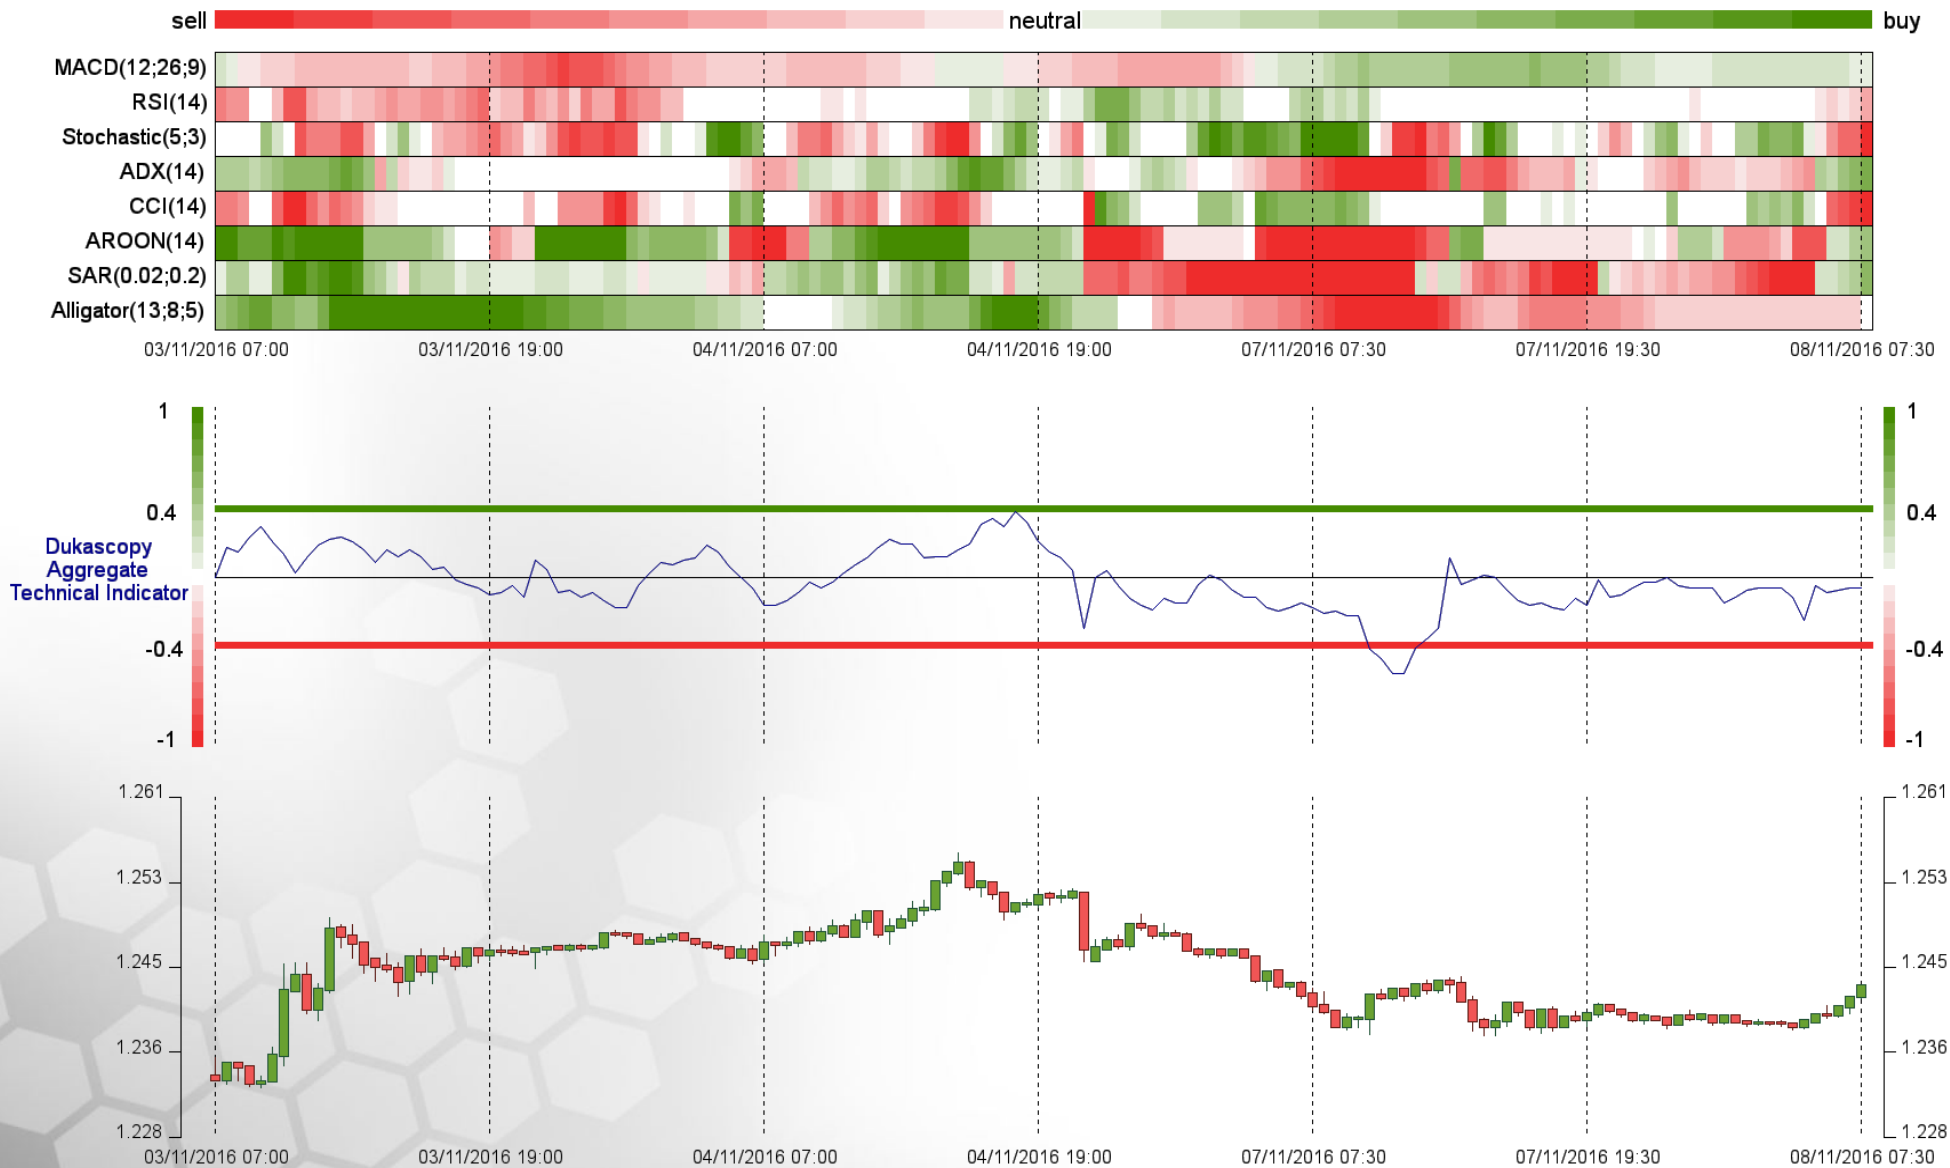 sell neutral buy
MACD(12;26;9)
RSI(14)
Stochastic(5;3)
ADX(14)
CCI(14)
AROON(14)
SAR(0.02;0.2)
Alligator(13;8;5)
03/11/2016 07:00 03/11/2016 19:00 04/11/2016 07:00 04/11/2016 19:00 07/11/2016 07:30 07/11/2016 19:30 08/11/2016 07:30
1 1
0.4 0.4
Dukascopy
Aggregate
Technical Indicator
-0.4 -0.4
-1 -1
1.261 1.261
1.253 1.253
1.245 1.245
1.236 1.236
1.228 1.228
03/11/2016 07:00 03/11/2016 19:00 04/11/2016 07:00 04/11/2016 19:00 07/11/2016 07:30 07/11/2016 19:30 08/11/2016 07:30